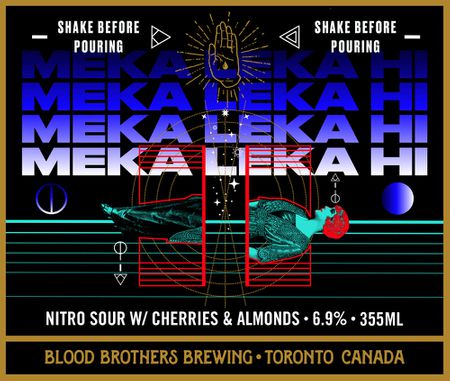 SHAKE BEFORE
POURING
SHAKE BEFORE
POURING
MEKA LEKA HI
MEKA LEKA HI
MEKA LEKA HI
MEKA LEKA HI
NITRO SOUR W/ CHERRIES & ALMONDS • 6.9% • 355ML
BLOOD BROTHERS BREWING • TORONTO CANADA